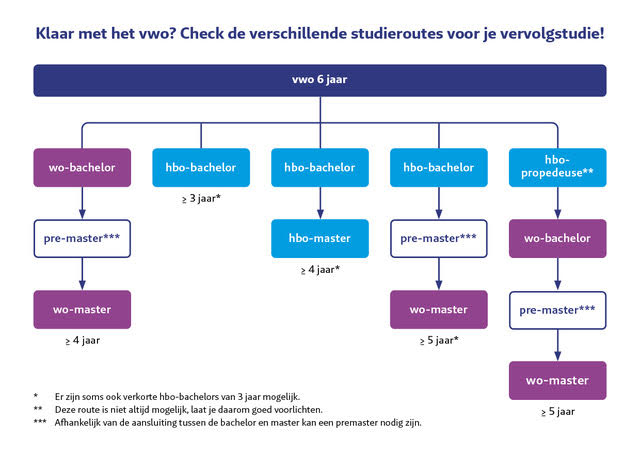 Klaar met het vwo? Check de verschillende studieroutes voor je vervolgstudie!
vwo 6 jaar
wo-bachelor
pre-master***
wo-master
≥ 4 jaar
hbo-bachelor
≥ 3 jaar*
hbo-bachelor
hbo-master
≥ 4 jaar*
hbo-bachelor
pre-master***
wo-master
≥ 5 jaar*
hbo-
propedeuse**
wo-bachelor
pre-master***
wo-master
≥ 5 jaar
* Er zijn soms ook verkorte hbo-bachelors van 3 jaar mogelijk.
** Deze route is niet altijd mogelijk, laat je daarom goed voorlichten.
*** Afhankelijk van de aansluiting tussen de bachelor en master kan een premaster nodig zijn.